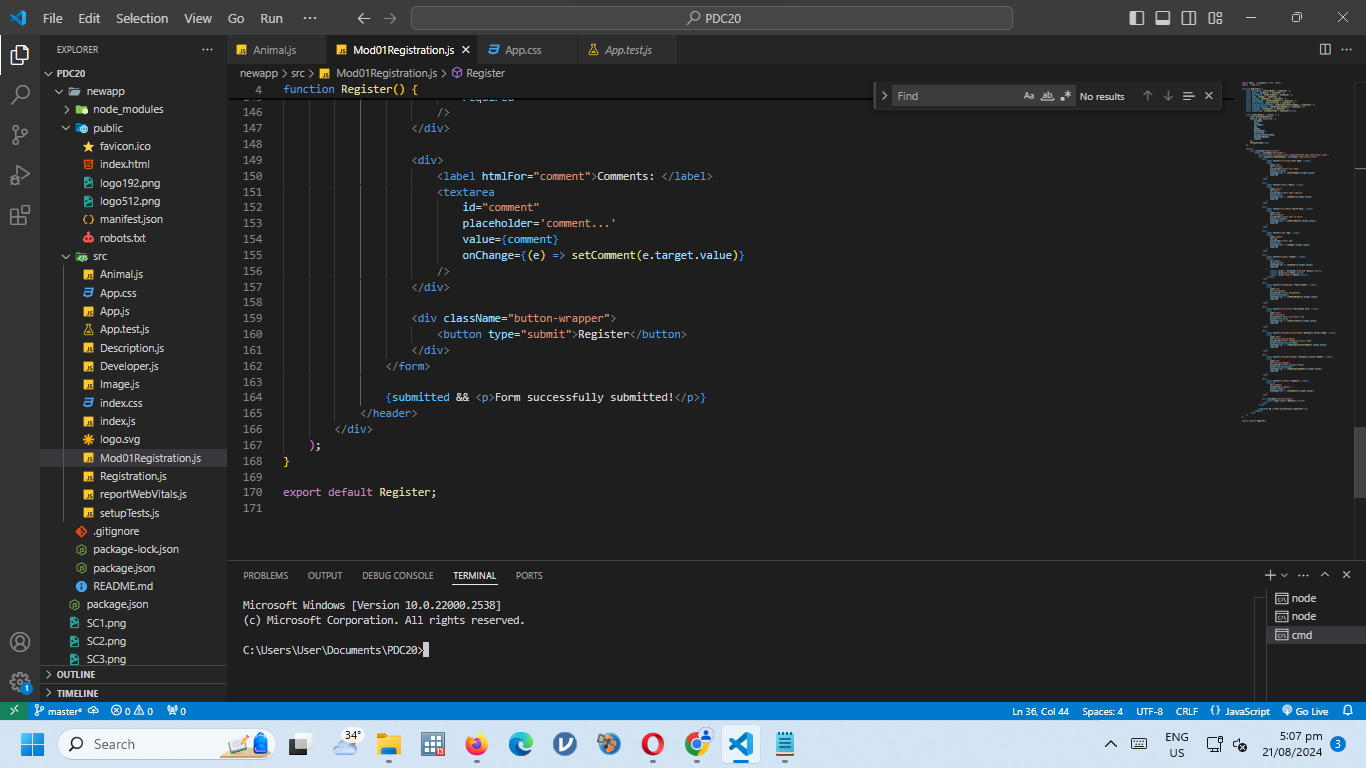 File Edit Selection View Go Run ··· PDC20
EXPLORER ···
PDC20
newapp
node_modules
public
favicon.ico
index.html
logo192.png
logo512.png
manifest.json
robots.txt
src
Animal.js
App.css
App.js
App.test.js
Description.js
Developer.js
Image.js
index.css
index.js
logo.svg
Mod01Registration.js
Registration.js
reportWebVitals.js
setupTests.js
.gitignore
package-lock.json
package.json
README.md
package.json
SC1.png
SC2.png
SC3.png
OUTLINE
TIMELINE
Animal.js Mod01Registration.js App.css App.test.js
newapp > src > Mod01Registration.js > Register
4 function Register() {
Find Aa ab No results
145 required
146 />
147 </div>
148
149 <div>
150 <label htmlFor="comment">Comments: </label>
151 <textarea
152 id="comment"
153 placeholder='comment...'
154 value={comment}
155 onChange={(e) => setComment(e.target.value)}
156 />
157 </div>
158
159 <div className="button-wrapper">
160 <button type="submit">Register</button>
161 </div>
162 </form>
163
164 {submitted && <p>Form successfully submitted!</p>}
165 </header>
166 </div>
167 );
168 }
169
170 export default Register;
171
PROBLEMS OUTPUT DEBUG CONSOLE TERMINAL PORTS
Microsoft Windows [Version 10.0.22000.2538]
(c) Microsoft Corporation. All rights reserved.
C:\Users\User\Documents\PDC20>
node
node
cmd
1
master* 0 0 0 Ln 36, Col 44 Spaces: 4 UTF-8 CRLF {} JavaScript Go Live
Search 34° ENG
US
5:07 pm
21/08/2024
3